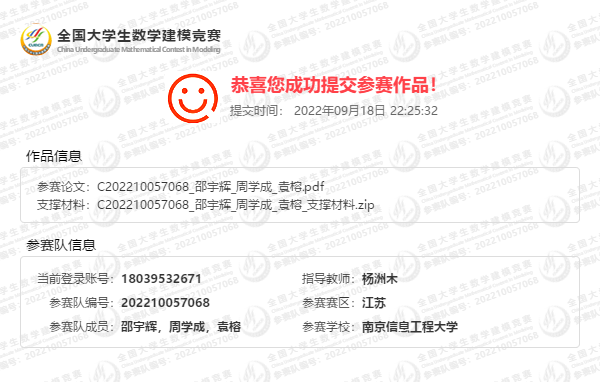 全国大学生数学建模竞赛
China Undergraduate Mathematical Contest in Modeling
恭喜您成功提交参赛作品！
提交时间： 2022年09月18日 22:25:32
作品信息
参赛论文：C202210057068_邵宇辉_周学成_袁榕.pdf
支撑材料：C202210057068_邵宇辉_周学成_袁榕_支撑材料.zip
参赛队信息
当前登录账号：18039532671 指导教师：杨洲木
参赛队编号：202210057068 参赛赛区：江苏
参赛队成员：邵宇辉，周学成，袁榕 参赛学校：南京信息工程大学